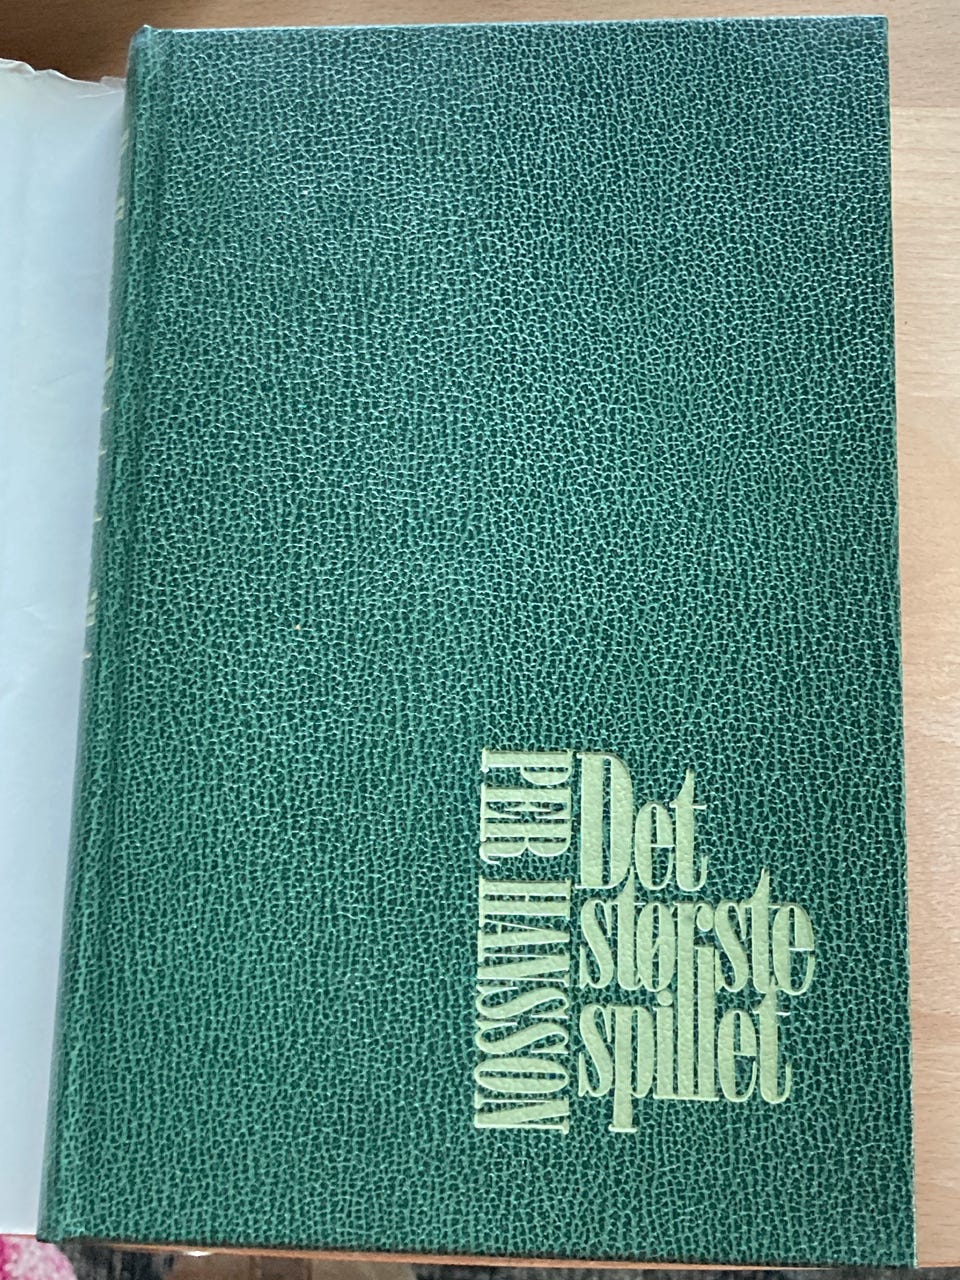 PER HANSSON
Det
største
spillet